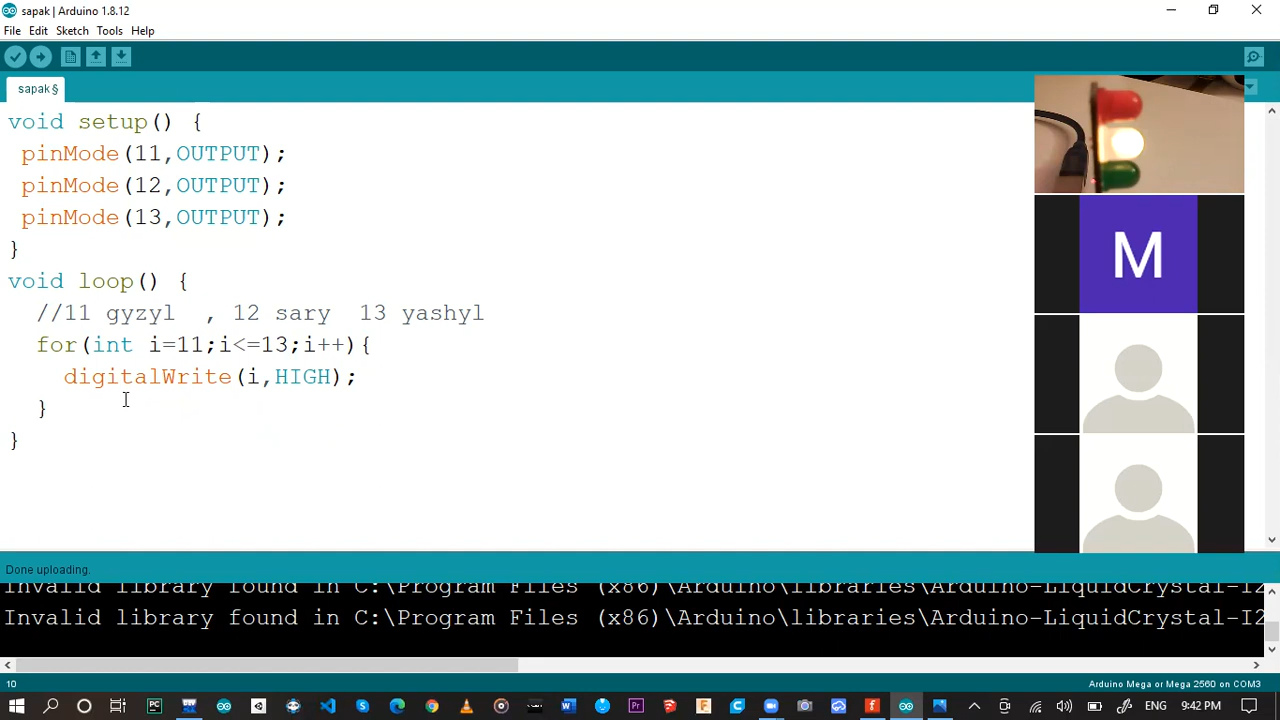 sapak | Arduino 1.8.12
File Edit Sketch Tools Help
sapak §
void setup() {
pinMode(11,OUTPUT);
pinMode(12,OUTPUT);
pinMode(13,OUTPUT);
}
void loop() {
//11 gyzyl , 12 sary 13 yashyl
for(int i=11;i<=13;i++){
digitalWrite(i,HIGH);
}
}
M
Done uploading.
Invalid library found in C:\Program Files (x86)\Arduino\libraries\Arduino-LiquidCrystal-I2
Invalid library found in C:\Program Files (x86)\Arduino\libraries\Arduino-LiquidCrystal-I2
10
Arduino Mega or Mega 2560 on COM3
ENG
9:42 PM